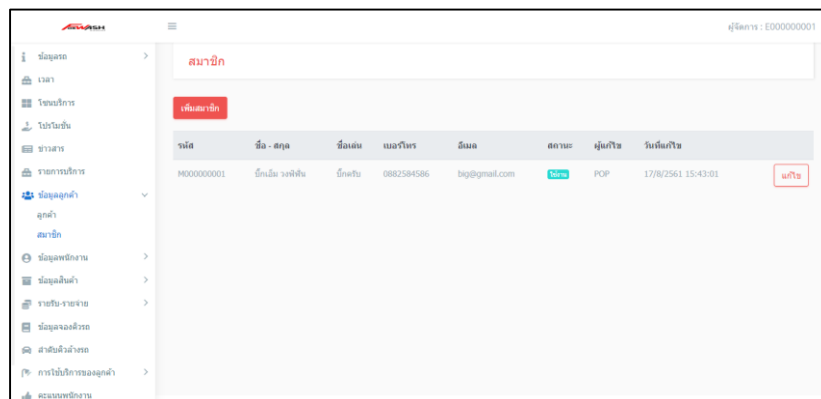 ผู้จัดการ : E000000001
ข้อมูลรถ
เวลา
โซนบริการ
โปรโมชั่น
ข่าวสาร
รายการบริการ
ข้อมูลลูกค้า
ลูกค้า
สมาชิก
ข้อมูลพนักงาน
ข้อมูลสินค้า
รายรับ-รายจ่าย
ข้อมูลจองคิวรถ
ลำดับคิวล้างรถ
การใช้บริการของลูกค้า
คะแนนพนักงาน
สมาชิก
เพิ่มสมาชิก
รหัส ชื่อ - สกุล ชื่อเล่น เบอร์โทร อีเมล สถานะ ผู้แก้ไข วันที่แก้ไข
M000000001 บิ๊กครับ 0882584586 big@gmail.com ใช้งาน POP 17/8/2561 15:43:01 แก้ไข